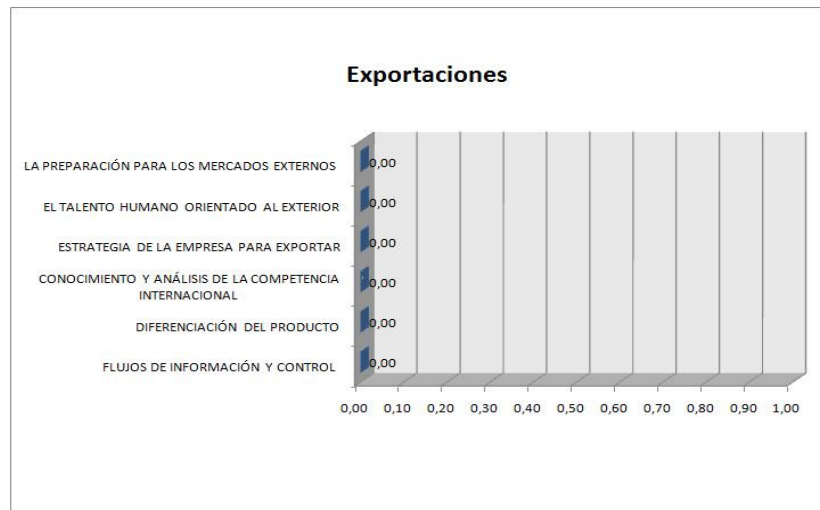 Exportaciones
LA PREPARACIÓN PARA LOS MERCADOS EXTERNOS
0,00
EL TALENTO HUMANO ORIENTADO AL EXTERIOR
0,00
ESTRATEGIA DE LA EMPRESA PARA EXPORTAR
0,00
CONOCIMIENTO Y ANÁLISIS DE LA COMPETENCIA
INTERNACIONAL
0,00
DIFERENCIACIÓN DEL PRODUCTO
0,00
FLUJOS DE INFORMACIÓN Y CONTROL
0,00
0,00 0,10 0,20 0,30 0,40 0,50 0,60 0,70 0,80 0,90 1,00